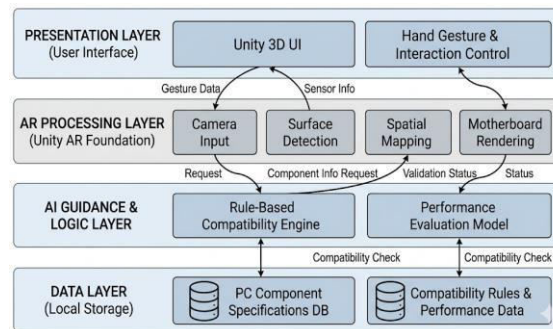 PRESENTATION LAYER
(User Interface)
Unity 3D UI
Hand Gesture &
Interaction Control
Gesture Data
Sensor Info
AR PROCESSING LAYER
(Unity AR Foundation)
Camera
Input
Surface
Detection
Spatial
Mapping
Motherboard
Rendering
Request
Component Info Request
Validation Status
Status
AI GUIDANCE &
LOGIC LAYER
Rule-Based
Compatibility Engine
Performance
Evaluation Model
Compatibility Check
Compatibility Check
DATA LAYER
(Local Storage)
PC Component
Specifications DB
Compatibility Rules &
Performance Data